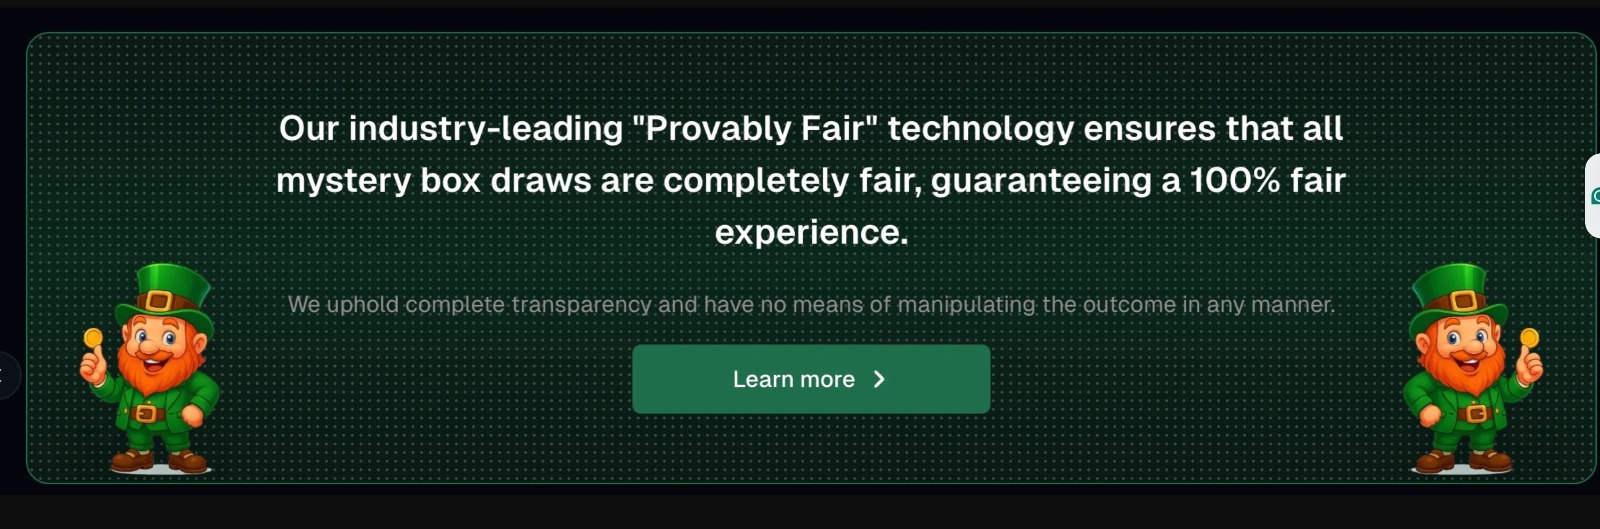 Our industry-leading "Provably Fair" technology ensures that all
mystery box draws are completely fair, guaranteeing a 100% fair
experience.
We uphold complete transparency and have no means of manipulating the outcome in any manner.
Learn more